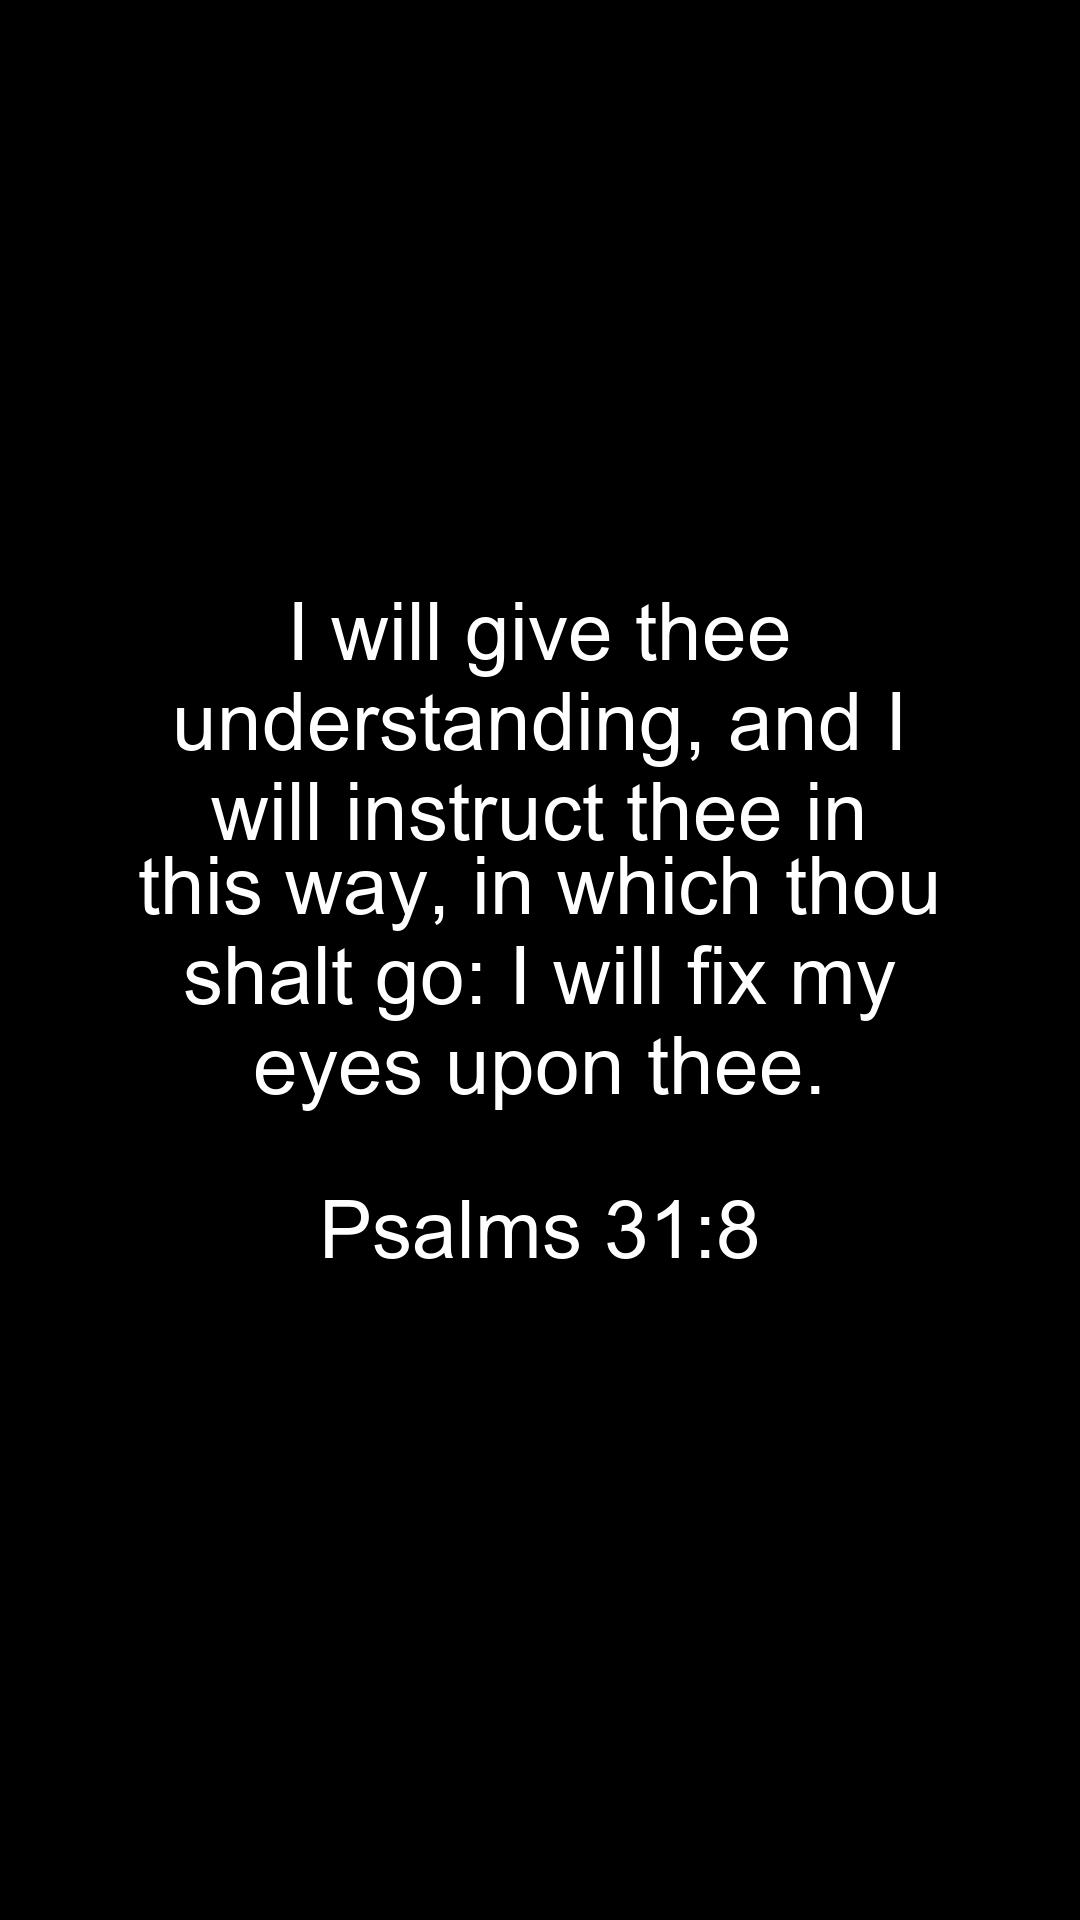 I will give thee
understanding, and I
will instruct thee in
this way, in which thou
shalt go: I will fix my
eyes upon thee.
Psalms 31:8